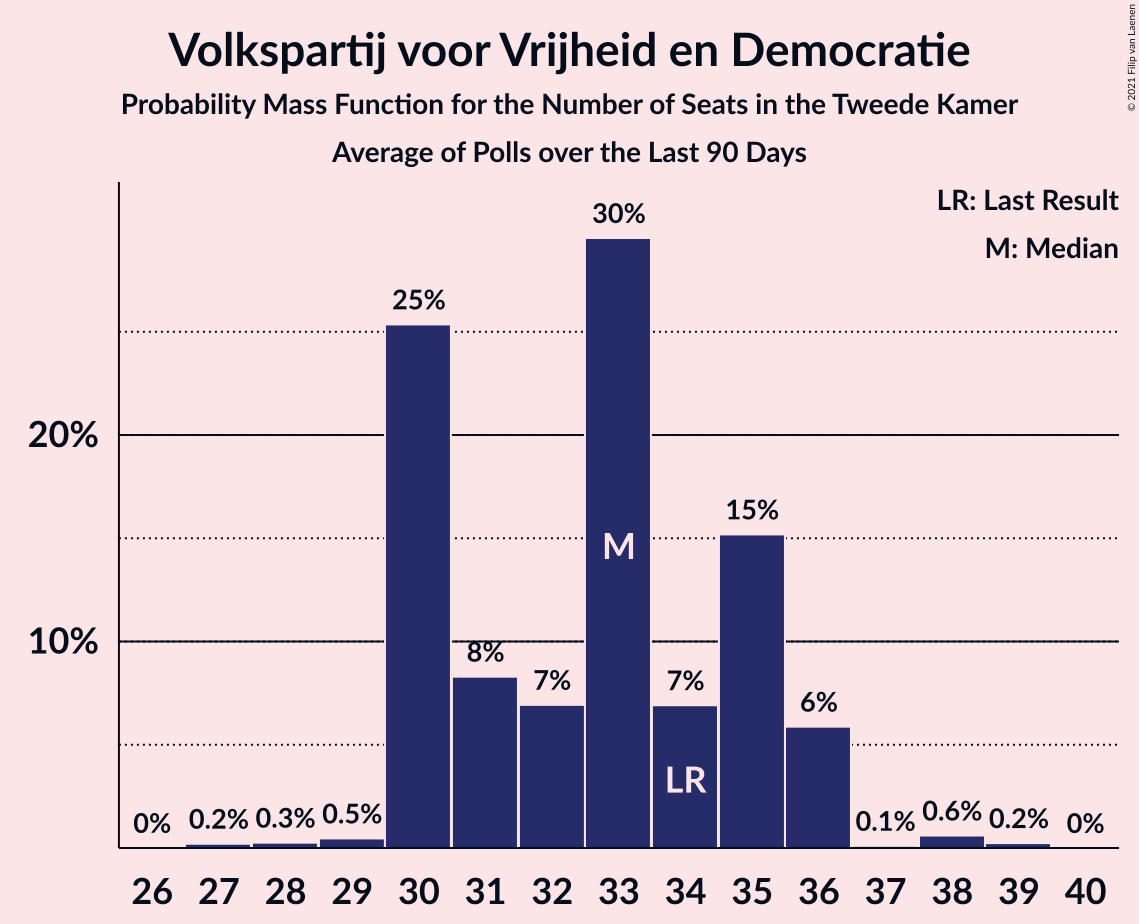 Volkspartij voor Vrijheid en Democratie
Probability Mass Function for the Number of Seats in the Tweede Kamer
Average of Polls over the Last 90 Days
© 2021 Filip van Laenen
LR: Last Result
M: Median
30%
25%
20%
15%
M
10%
8%
7%
7%
6%
LR
0%
0.2%
0.3%
0.5%
0.1%
0.6%
0.2%
0%
26 27 28 29 30 31 32 33 34 35 36 37 38 39 40